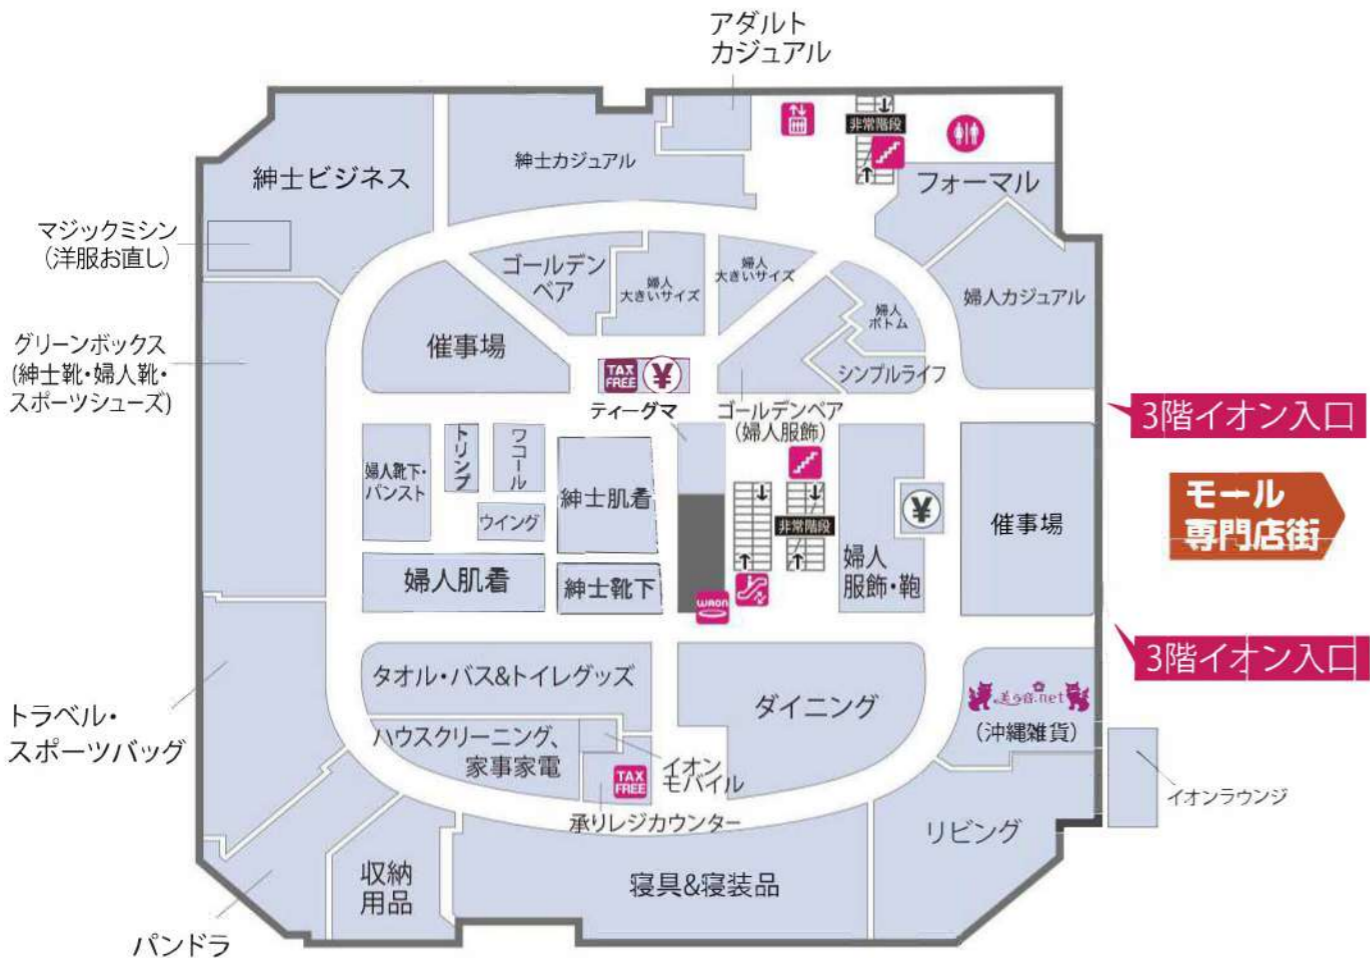 アダルト
カジュアル
非常階段
紳士ビジネス
紳士カジュアル
フォーマル
マジックミシン
(洋服お直し)
ゴールデン
ベア
婦人
大きいサイズ
婦人
大きいサイズ
婦人カジュアル
婦人
ボトム
グリーンボックス
(紳士靴・婦人靴・
スポーツシューズ)
催事場
シンプルライフ
TAX
FREE
¥
ティーグマ
ゴールデンベア
(婦人服飾)
3階イオン入口
婦人靴下・
パンスト
トリンプ
ワコール
紳士肌着
ウイング
非常階段
¥
催事場
モール
専門店街
婦人肌着
紳士靴下
WAON
婦人
服飾・鞄
3階イオン入口
タオル・バス&トイレグッズ
ダイニング
美ら音.net
(沖縄雑貨)
トラベル・
スポーツバッグ
ハウスクリーニング、
家事家電
イオン
モバイル
TAX
FREE
イオンラウンジ
承りレジカウンター
リビング
収納
用品
寝具&寝装品
パンドラ